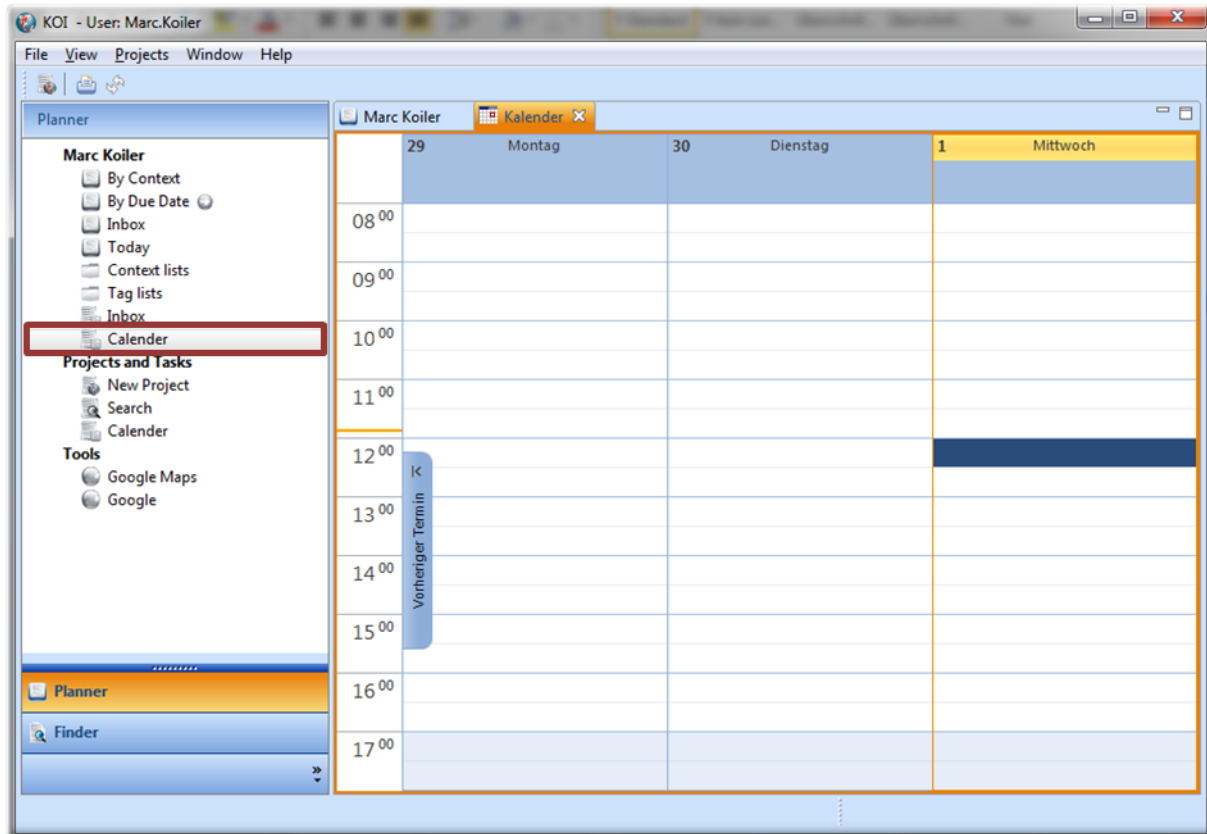 KOI - User: Marc.Koiler
File View Projects Window Help
Planner
Marc Koiler
By Context
By Due Date
Inbox
Today
Context lists
Tag lists
Inbox
Calender
Projects and Tasks
New Project
Search
Calender
Tools
Google Maps
Google
Planner
Finder
Marc Koiler Kalender
29 Montag 30 Dienstag 1 Mittwoch
08 00
09 00
10 00
11 00
12 00
13 00
14 00
15 00
16 00
17 00
Vorheriger Termin